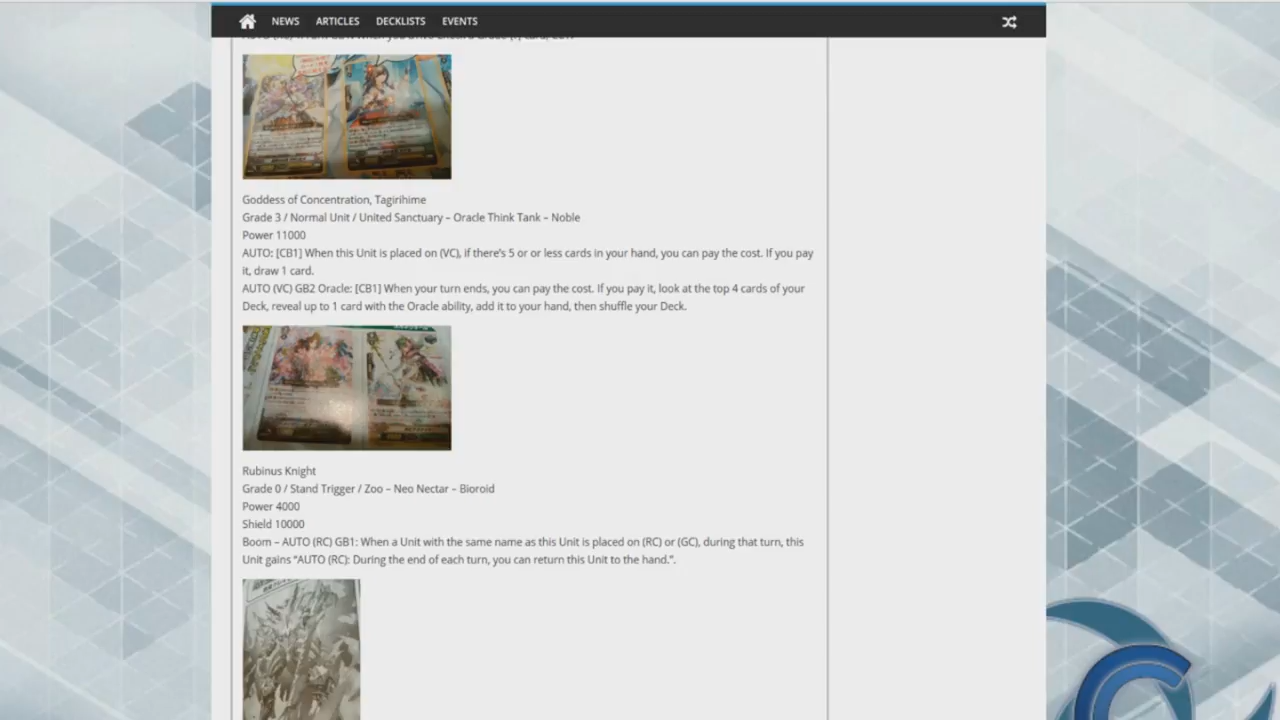 NEWS ARTICLES DECKLISTS EVENTS
Goddess of Concentration, Tagirihime
Grade 3 / Normal Unit / United Sanctuary – Oracle Think Tank – Noble
Power 11000
AUTO: [CB1] When this Unit is placed on (VC), if there's 5 or or less cards in your hand, you can pay the cost. If you pay
it, draw 1 card.
AUTO (VC) GB2 Oracle: [CB1] When your turn ends, you can pay the cost. If you pay it, look at the top 4 cards of your
Deck, reveal up to 1 card with the Oracle ability, add it to your hand, then shuffle your Deck.
Rubinus Knight
Grade 0 / Stand Trigger / Zoo – Neo Nectar – Bioroid
Power 4000
Shield 10000
Boom – AUTO (RC) GB1: When a Unit with the same name as this Unit is placed on (RC) or (GC), during that turn, this
Unit gains “AUTO (RC): During the end of each turn, you can return this Unit to the hand.”.